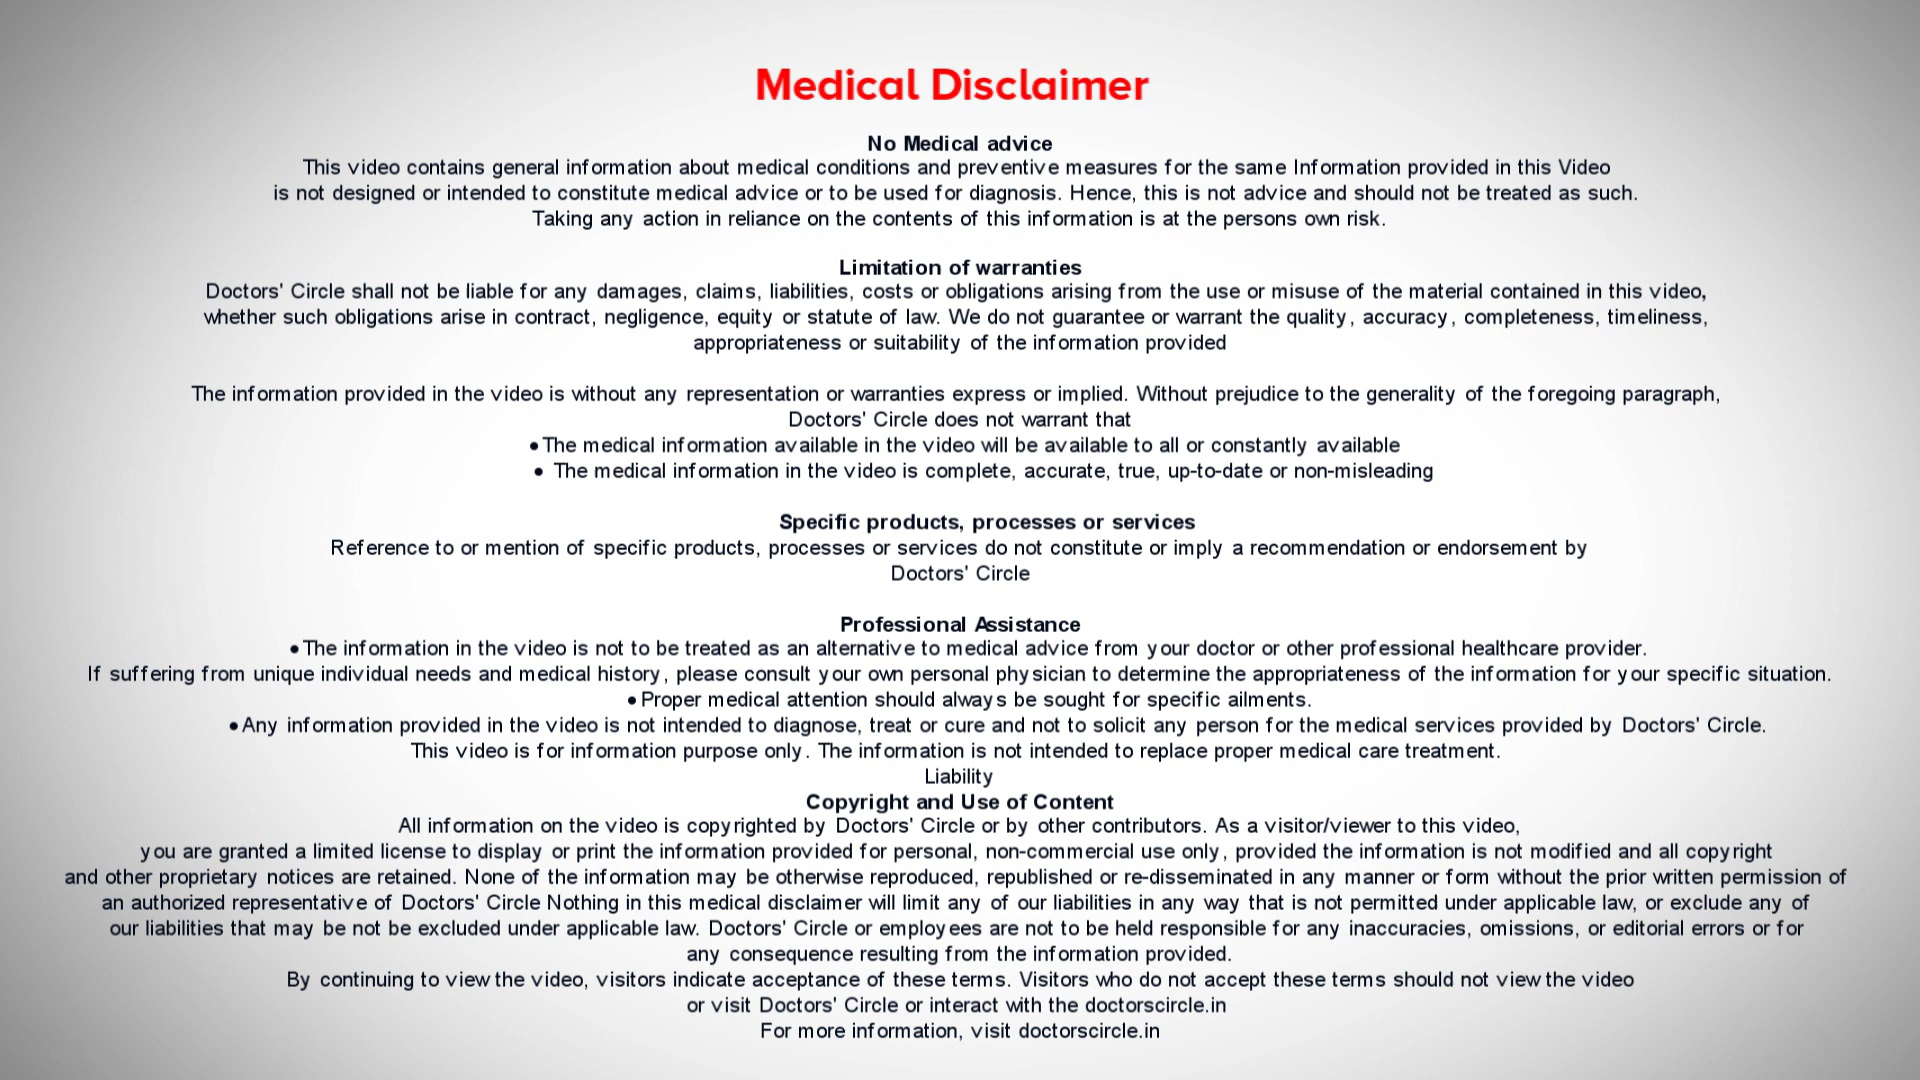 Medical Disclaimer
No Medical advice
This video contains general information about medical conditions and preventive measures for the same Information provided in this Video
is not designed or intended to constitute medical advice or to be used for diagnosis. Hence, this is not advice and should not be treated as such.
Taking any action in reliance on the contents of this information is at the persons own risk.
Limitation of warranties
Doctors' Circle shall not be liable for any damages, claims, liabilities, costs or obligations arising from the use or misuse of the material contained in this video,
whether such obligations arise in contract, negligence, equity or statute of law. We do not guarantee or warrant the quality, accuracy, completeness, timeliness,
appropriateness or suitability of the information provided
The information provided in the video is without any representation or warranties express or implied. Without prejudice to the generality of the foregoing paragraph,
Doctors' Circle does not warrant that
• The medical information available in the video will be available to all or constantly available
• The medical information in the video is complete, accurate, true, up-to-date or non-misleading
Specific products, processes or services
Reference to or mention of specific products, processes or services do not constitute or imply a recommendation or endorsement by
Doctors' Circle
Professional Assistance
• The information in the video is not to be treated as an alternative to medical advice from your doctor or other professional healthcare provider.
If suffering from unique individual needs and medical history, please consult your own personal physician to determine the appropriateness of the information for your specific situation.
• Proper medical attention should always be sought for specific ailments.
• Any information provided in the video is not intended to diagnose, treat or cure and not to solicit any person for the medical services provided by Doctors' Circle.
This video is for information purpose only. The information is not intended to replace proper medical care treatment.
Liability
Copyright and Use of Content
All information on the video is copyrighted by Doctors' Circle or by other contributors. As a visitor/viewer to this video,
you are granted a limited license to display or print the information provided for personal, non-commercial use only, provided the information is not modified and all copyright
and other proprietary notices are retained. None of the information may be otherwise reproduced, republished or re-disseminated in any manner or form without the prior written permission of
an authorized representative of Doctors' Circle Nothing in this medical disclaimer will limit any of our liabilities in any way that is not permitted under applicable law, or exclude any of
our liabilities that may be not be excluded under applicable law. Doctors' Circle or employees are not to be held responsible for any inaccuracies, omissions, or editorial errors or for
any consequence resulting from the information provided.
By continuing to view the video, visitors indicate acceptance of these terms. Visitors who do not accept these terms should not view the video
or visit Doctors' Circle or interact with the doctorscircle.in
For more information, visit doctorscircle.in